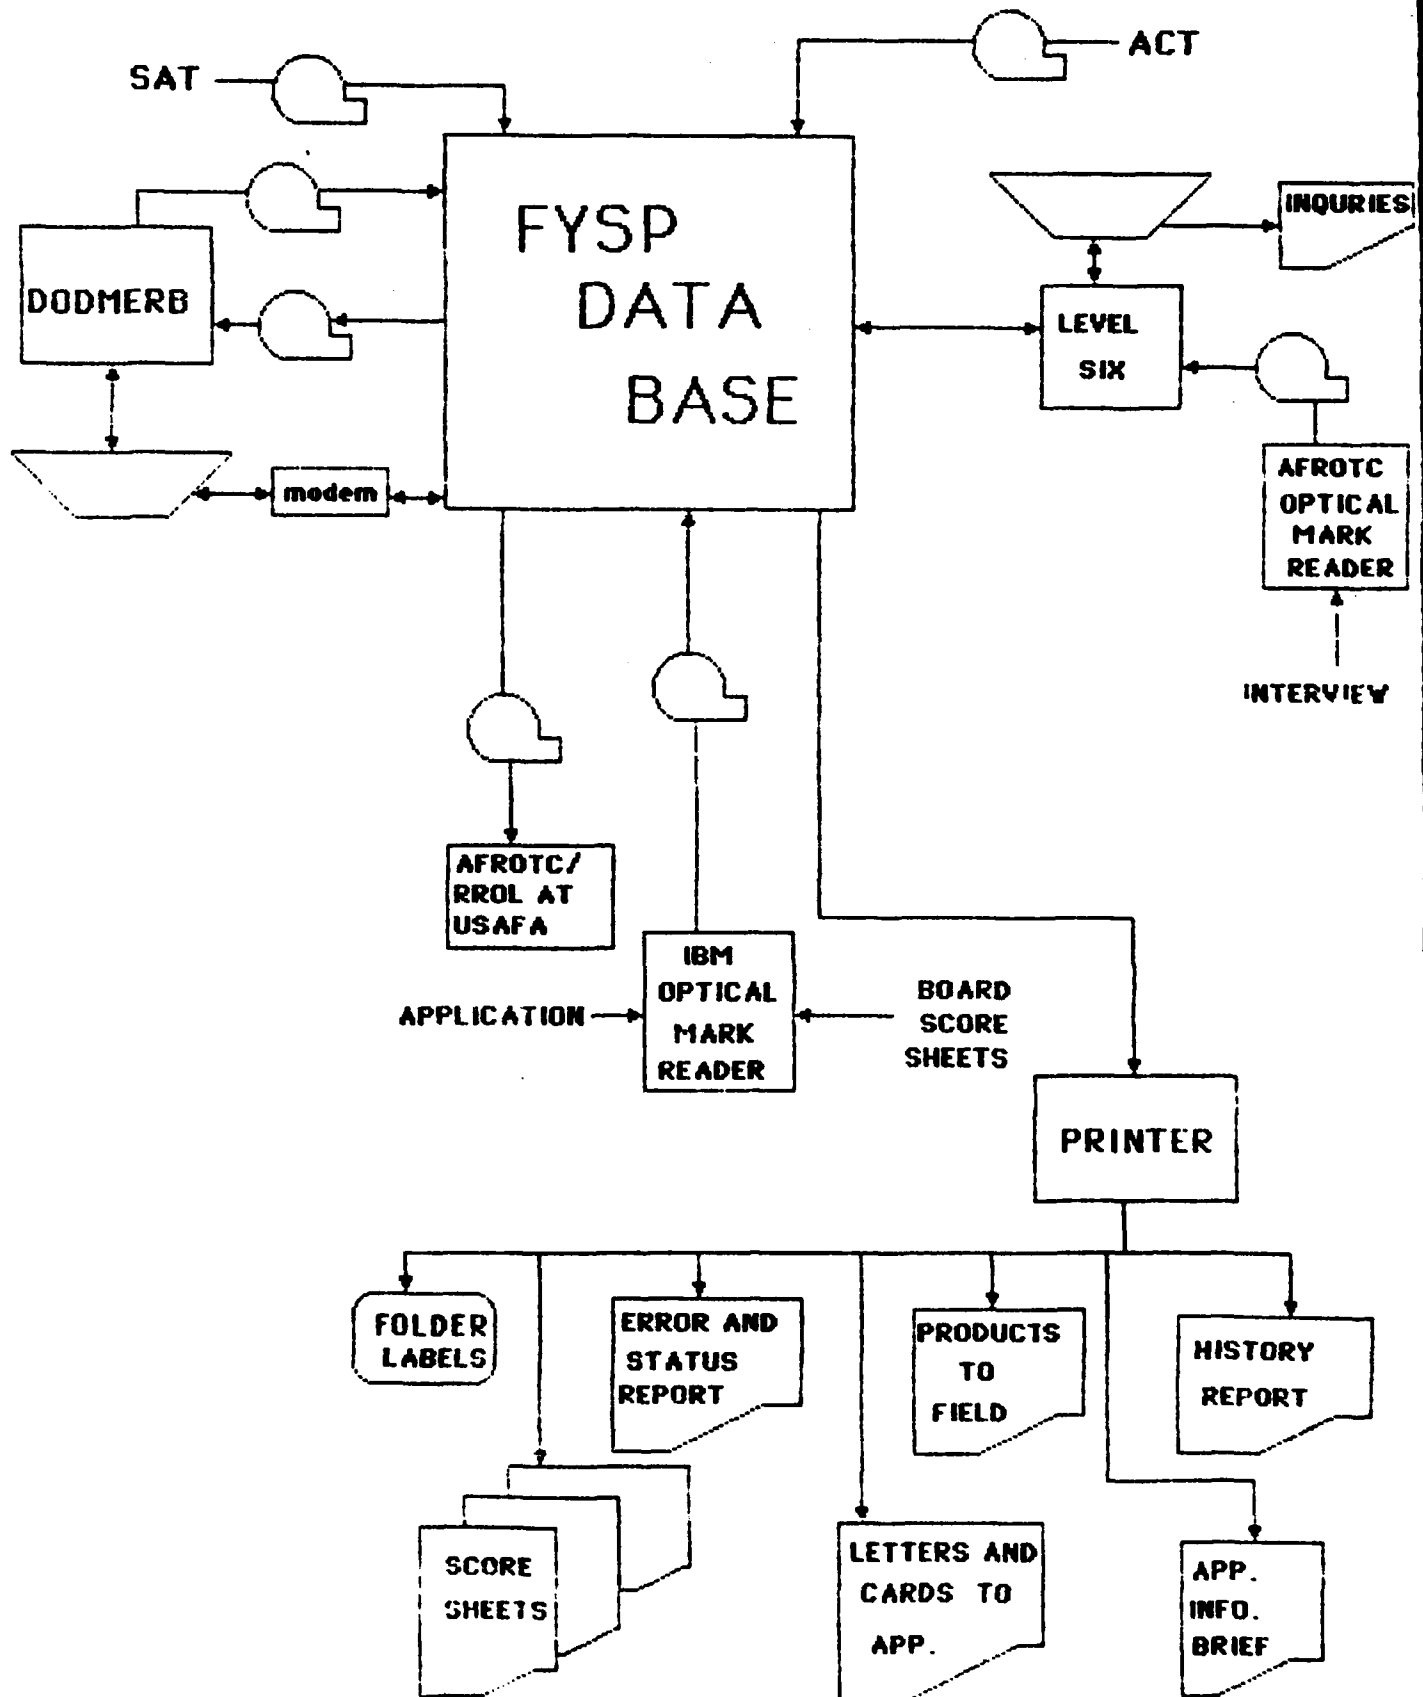 ACT
SAT
FYSP
DATA
BASE
INQURIES
DODMERB
LEVEL
SIX
modem
AFROTC
OPTICAL
MARK
READER
INTERVIEW
AFROTC/
RROL AT
USAFA
IBM
OPTICAL
MARK
READER
APPLICATION
BOARD
SCORE
SHEETS
PRINTER
FOLDER
LABELS
ERROR AND
STATUS
REPORT
PRODUCTS
TO
FIELD
HISTORY
REPORT
SCORE
SHEETS
LETTERS AND
CARDS TO
APP.
APP.
INFO.
BRIEF